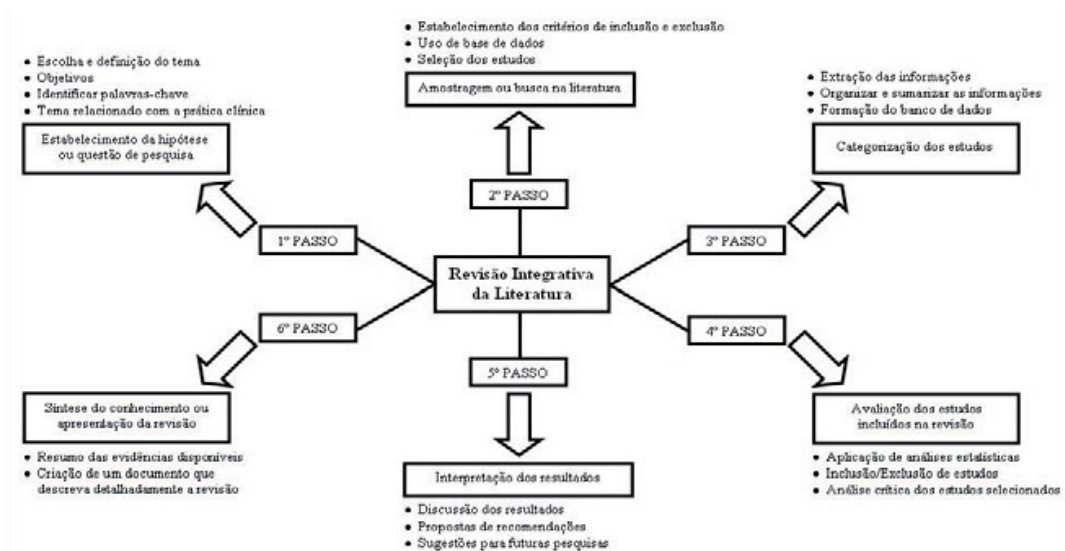 • Escolha e definição do tema
• Objetivos
• Identificar palavras-chave
• Tema relacionado com a prática clínica
Estabelecimento da hipótese
ou questão de pesquisa
1º PASSO
• Estabelecimento dos critérios de inclusão e exclusão
• Uso de base de dados
• Seleção dos estudos
Amostragem ou busca na literatura
2º PASSO
• Extração das informações
• Organizar e sumarizar as informações
• Formação do banco de dados
Categorização dos estudos
3º PASSO
Revisão Integrativa
da Literatura
4º PASSO
Avaliação dos estudos
incluídos na revisão
• Aplicação de análises estatísticas
• Inclusão/Exclusão de estudos
• Análise crítica dos estudos selecionados
5º PASSO
Interpretação dos resultados
• Discussão dos resultados
• Propostas de recomendações
• Sugestões para futuras pesquisas
6º PASSO
Síntese do conhecimento ou
apresentação da revisão
• Resumo das evidências disponíveis
• Criação de um documento que
descreva detalhadamente a revisão